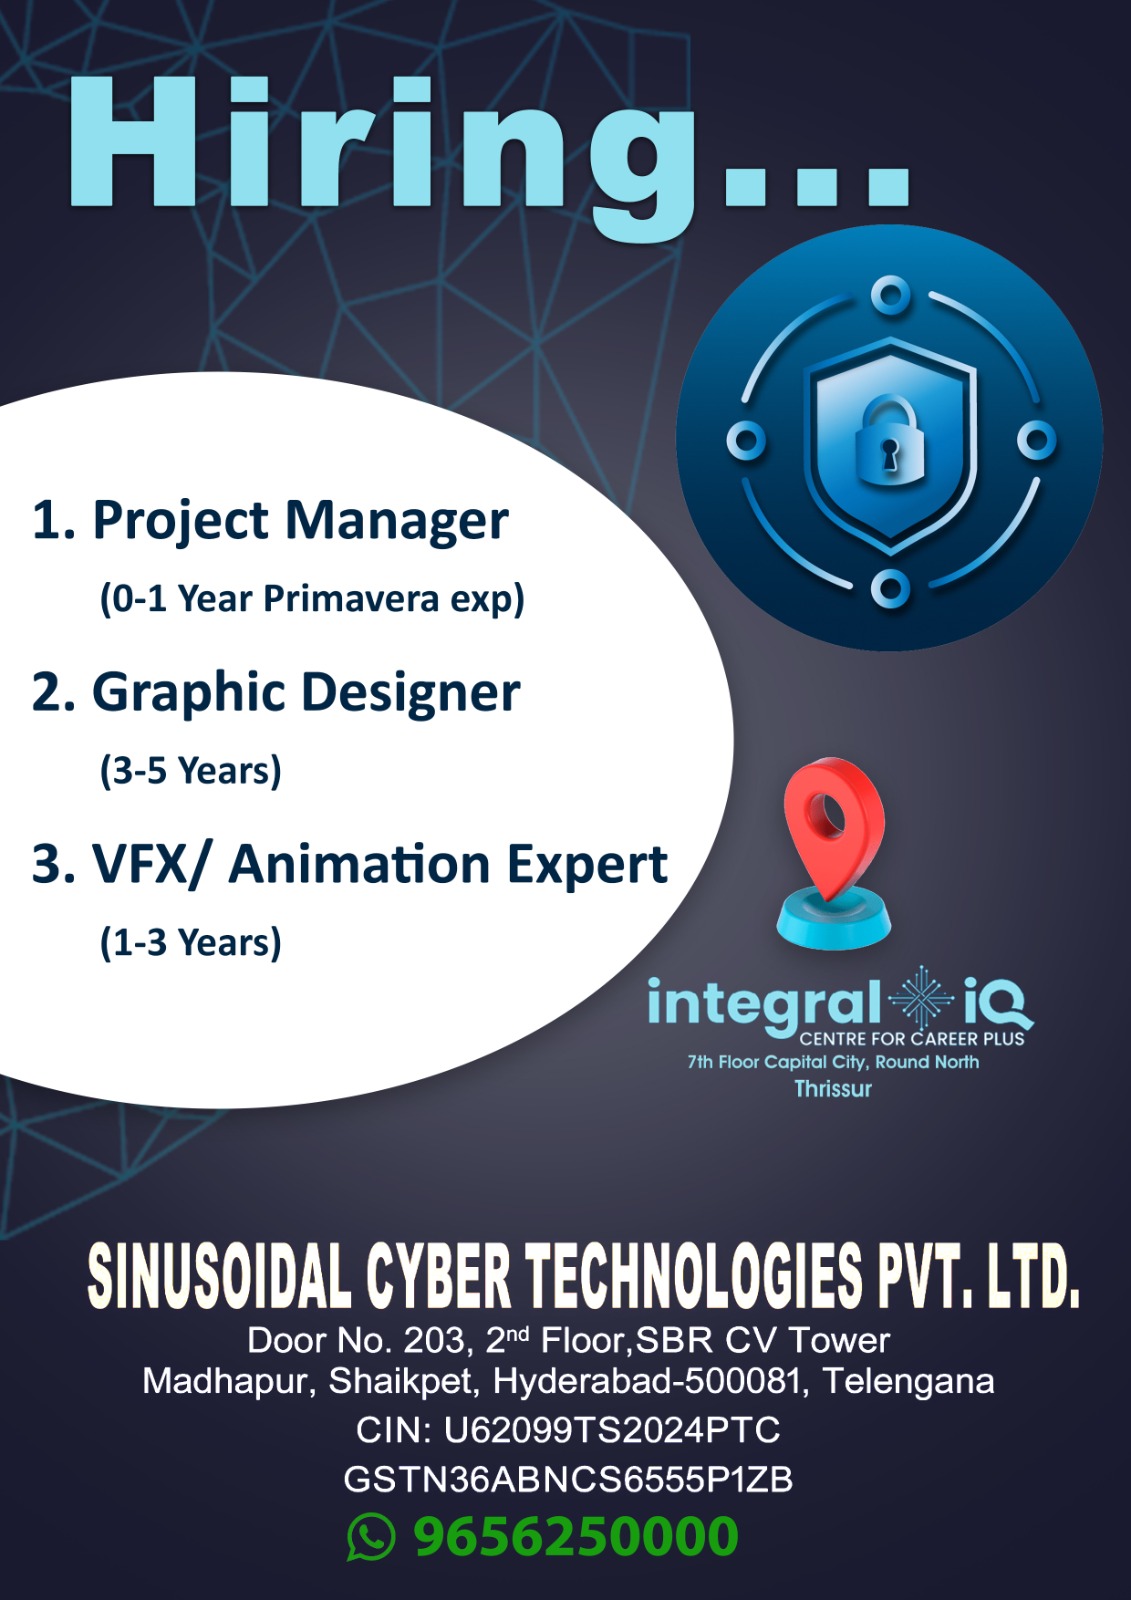 Hiring...
1. Project Manager
(0-1 Year Primavera exp)
2. Graphic Designer
(3-5 Years)
3. VFX/ Animation Expert
(1-3 Years)
integral iQ
CENTRE FOR CAREER PLUS
7th Floor Capital City, Round North
Thrissur
SINUSOIDAL CYBER TECHNOLOGIES PVT. LTD.
Door No. 203, 2nd Floor,SBR CV Tower
Madhapur, Shaikpet, Hyderabad-500081, Telengana
CIN: U62099TS2024PTC
GSTN36ABNCS6555P1ZB
9656250000